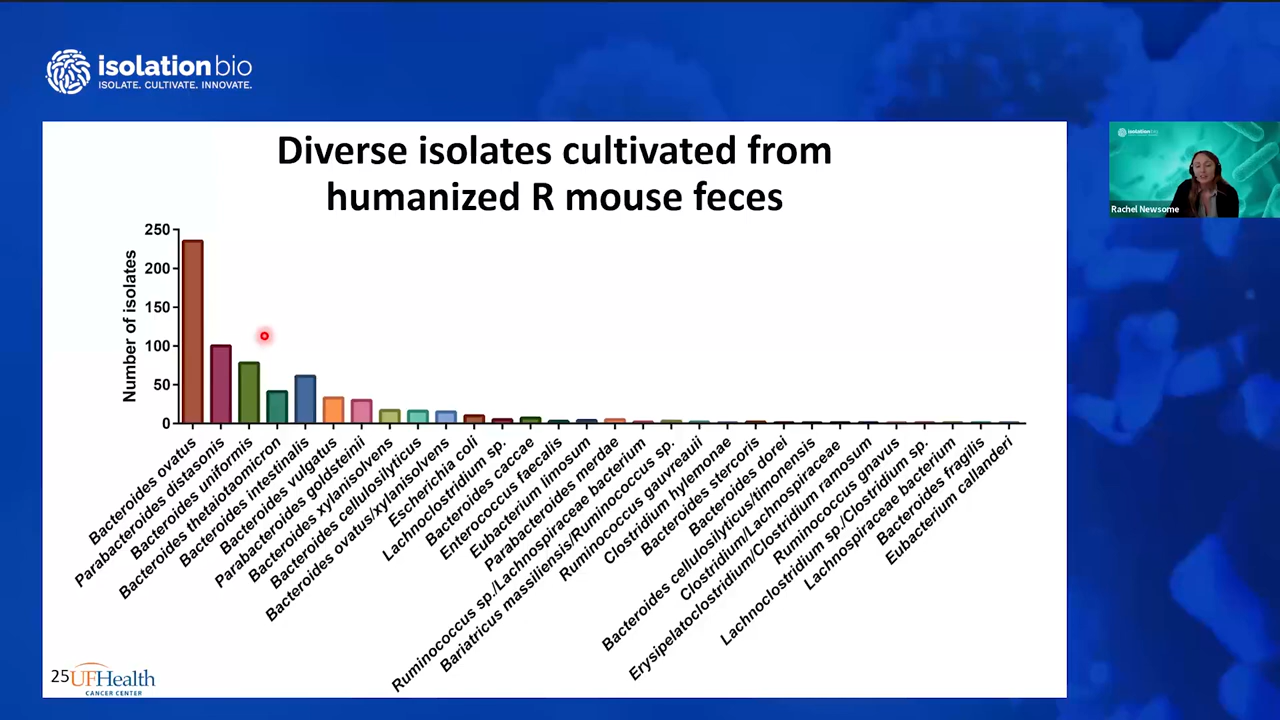 isolationbio
ISOLATE. CULTIVATE. INNOVATE.
isolationbio
Rachel Newsome
Diverse isolates cultivated from
humanized R mouse feces
Number of isolates
250
200
150
100
50
0
Bacteroides ovatus
Parabacteroides distasonis
Bacteroides uniformis
Bacteroides thetaiotaomicron
Bacteroides intestinalis
Bacteroides vulgatus
Parabacteroides goldsteinii
Bacteroides xylanisolvens
Bacteroides cellulosilyticus
Bacteroides ovatus/xylanisolvens
Escherichia coli
Lachnoclostridium sp.
Bacteroides caccae
Enterococcus faecalis
Eubacterium limosum
Parabacteroides merdae
Ruminococcus sp./Lachnospiraceae bacterium
Bariatricus massiliensis/Ruminococcus sp.
Ruminococcus gauvreauii
Clostridium hylemonae
Bacteroides stercoris
Bacteroides dorei
Bacteroides cellulosilyticus/timonensis
Clostridium/Lachnospiraceae
Erysipelatoclostridium/Clostridium ramosum
Ruminococcus gnavus
Lachnoclostridium sp./Clostridium sp.
Lachnospiraceae bacterium
Bacteroides fragilis
Eubacterium callanderi
25
UFHealth
CANCER CENTER